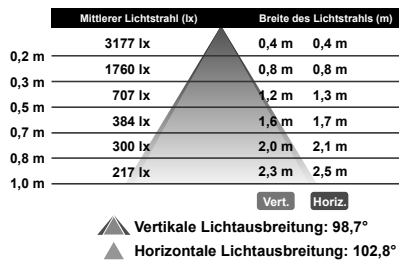 Mittlerer Lichtstrahl (lx) Breite des Lichtstrahls (m)
3177 lx 0,4 m 0,4 m
0,2 m
1760 lx 0,8 m 0,8 m
0,3 m
707 lx 1,2 m 1,3 m
0,5 m
384 lx 1,6 m 1,7 m
0,7 m
300 lx 2,0 m 2,1 m
0,8 m
217 lx 2,3 m 2,5 m
1,0 m
Vert. Horiz.
Vertikale Lichtausbreitung: 98,7°
Horizontale Lichtausbreitung: 102,8°